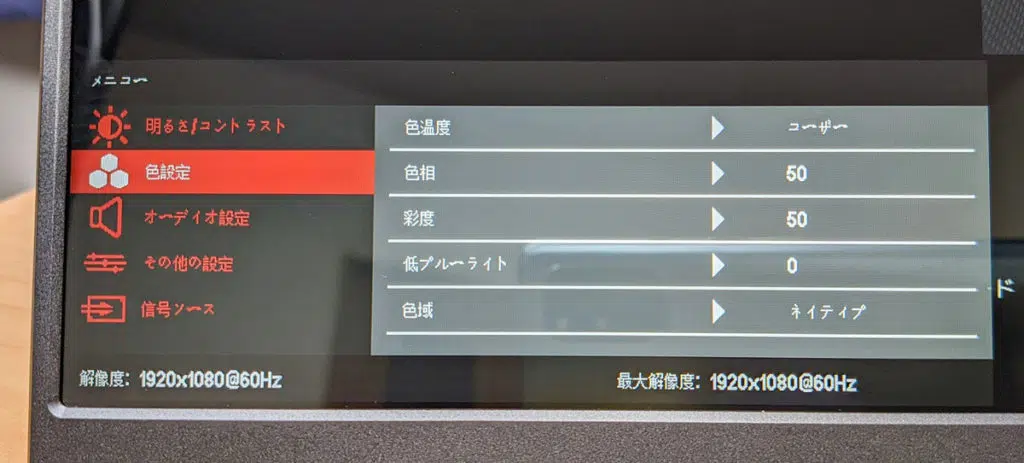 メニュー
明るさ/コントラスト
色設定
オーディオ設定
その他の設定
信号ソース
色温度 ユーザー
色相 50
彩度 50
低ブルーライト 0
色域 ネイティブ
ド
解像度: 1920x1080@60Hz
最大解像度: 1920x1080@60Hz